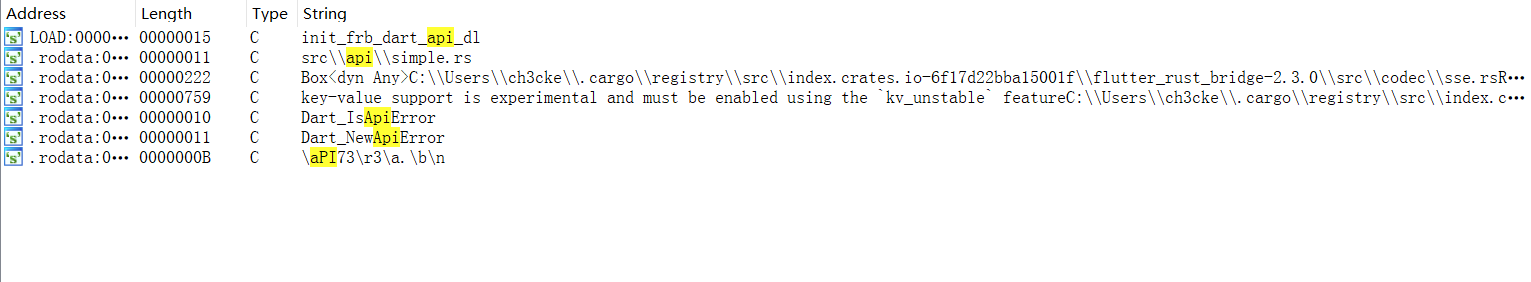 Address Length Type String
LOAD:0000… 00000015 C init_frb_dart_api_dl
.rodata:0… 00000011 C src\\api\\simple.rs
.rodata:0… 00000222 C Box<dyn Any>C:\\Users\\ch3cke\\.cargo\\registry\\src\\index.crates.io-6f17d22bba15001f\\flutter_rust_bridge-2.3.0\\src\\codec\\sse.rsR…
.rodata:0… 00000759 C key-value support is experimental and must be enabled using the `kv_unstable` featureC:\\Users\\ch3cke\\.cargo\\registry\\src\\index.c…
.rodata:0… 00000010 C Dart_IsApiError
.rodata:0… 00000011 C Dart_NewApiError
.rodata:0… 0000000B C \aPI73\r3\a.\b\n